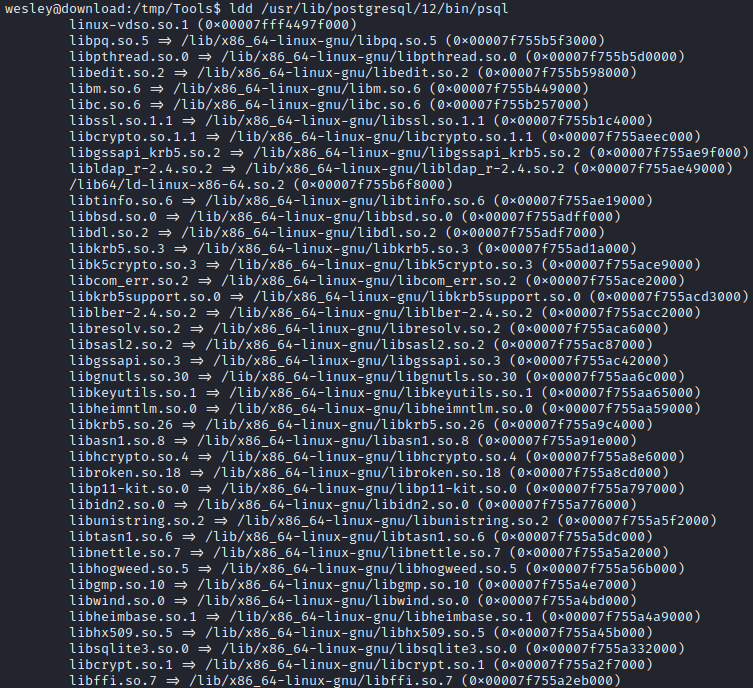 wesley@download:/tmp/Tools$ ldd /usr/lib/postgresql/12/bin/psql
linux-vdso.so.1 (0×00007fff4497f000)
libpq.so.5 ⇒ /lib/x86_64-linux-gnu/libpq.so.5 (0×00007f755b5f3000)
libpthread.so.0 ⇒ /lib/x86_64-linux-gnu/libpthread.so.0 (0×00007f755b5d0000)
libedit.so.2 ⇒ /lib/x86_64-linux-gnu/libedit.so.2 (0×00007f755b598000)
libm.so.6 ⇒ /lib/x86_64-linux-gnu/libm.so.6 (0×00007f755b449000)
libc.so.6 ⇒ /lib/x86_64-linux-gnu/libc.so.6 (0×00007f755b257000)
libssl.so.1.1 ⇒ /lib/x86_64-linux-gnu/libssl.so.1.1 (0×00007f755b1c4000)
libcrypto.so.1.1 ⇒ /lib/x86_64-linux-gnu/libcrypto.so.1.1 (0×00007f755aeec000)
libgssapi_krb5.so.2 ⇒ /lib/x86_64-linux-gnu/libgssapi_krb5.so.2 (0×00007f755ae9f000)
libldap_r-2.4.so.2 ⇒ /lib/x86_64-linux-gnu/libldap_r-2.4.so.2 (0×00007f755ae49000)
/lib64/ld-linux-x86-64.so.2 (0×00007f755b6f8000)
libtinfo.so.6 ⇒ /lib/x86_64-linux-gnu/libtinfo.so.6 (0×00007f755ae19000)
libbsd.so.0 ⇒ /lib/x86_64-linux-gnu/libbsd.so.0 (0×00007f755adff000)
libdl.so.2 ⇒ /lib/x86_64-linux-gnu/libdl.so.2 (0×00007f755adf7000)
libkrb5.so.3 ⇒ /lib/x86_64-linux-gnu/libkrb5.so.3 (0×00007f755ad1a000)
libk5crypto.so.3 ⇒ /lib/x86_64-linux-gnu/libk5crypto.so.3 (0×00007f755ace9000)
libcom_err.so.2 ⇒ /lib/x86_64-linux-gnu/libcom_err.so.2 (0×00007f755ace2000)
libkrb5support.so.0 ⇒ /lib/x86_64-linux-gnu/libkrb5support.so.0 (0×00007f755acd3000)
liblber-2.4.so.2 ⇒ /lib/x86_64-linux-gnu/liblber-2.4.so.2 (0×00007f755acc2000)
libresolv.so.2 ⇒ /lib/x86_64-linux-gnu/libresolv.so.2 (0×00007f755aca6000)
libsasl2.so.2 ⇒ /lib/x86_64-linux-gnu/libsasl2.so.2 (0×00007f755ac87000)
libgssapi.so.3 ⇒ /lib/x86_64-linux-gnu/libgssapi.so.3 (0×00007f755ac42000)
libgnutls.so.30 ⇒ /lib/x86_64-linux-gnu/libgnutls.so.30 (0×00007f755aa6c000)
libkeyutils.so.1 ⇒ /lib/x86_64-linux-gnu/libkeyutils.so.1 (0×00007f755aa65000)
libheimntlm.so.0 ⇒ /lib/x86_64-linux-gnu/libheimntlm.so.0 (0×00007f755aa59000)
libkrb5.so.26 ⇒ /lib/x86_64-linux-gnu/libkrb5.so.26 (0×00007f755a9c4000)
libasn1.so.8 ⇒ /lib/x86_64-linux-gnu/libasn1.so.8 (0×00007f755a91e000)
libhcrypto.so.4 ⇒ /lib/x86_64-linux-gnu/libhcrypto.so.4 (0×00007f755a8e6000)
libroken.so.18 ⇒ /lib/x86_64-linux-gnu/libroken.so.18 (0×00007f755a8cd000)
libp11-kit.so.0 ⇒ /lib/x86_64-linux-gnu/libp11-kit.so.0 (0×00007f755a797000)
libidn2.so.0 ⇒ /lib/x86_64-linux-gnu/libidn2.so.0 (0×00007f755a776000)
libunistring.so.2 ⇒ /lib/x86_64-linux-gnu/libunistring.so.2 (0×00007f755a5f2000)
libtasn1.so.6 ⇒ /lib/x86_64-linux-gnu/libtasn1.so.6 (0×00007f755a5dc000)
libnettle.so.7 ⇒ /lib/x86_64-linux-gnu/libnettle.so.7 (0×00007f755a5a2000)
libhogweed.so.5 ⇒ /lib/x86_64-linux-gnu/libhogweed.so.5 (0×00007f755a56b000)
libgmp.so.10 ⇒ /lib/x86_64-linux-gnu/libgmp.so.10 (0×00007f755a4e7000)
libwind.so.0 ⇒ /lib/x86_64-linux-gnu/libwind.so.0 (0×00007f755a4bd000)
libheimbase.so.1 ⇒ /lib/x86_64-linux-gnu/libheimbase.so.1 (0×00007f755a4a9000)
libhx509.so.5 ⇒ /lib/x86_64-linux-gnu/libhx509.so.5 (0×00007f755a45b000)
libsqlite3.so.0 ⇒ /lib/x86_64-linux-gnu/libsqlite3.so.0 (0×00007f755a332000)
libcrypt.so.1 ⇒ /lib/x86_64-linux-gnu/libcrypt.so.1 (0×00007f755a2f7000)
libffi.so.7 ⇒ /lib/x86_64-linux-gnu/libffi.so.7 (0×00007f755a2eb000)